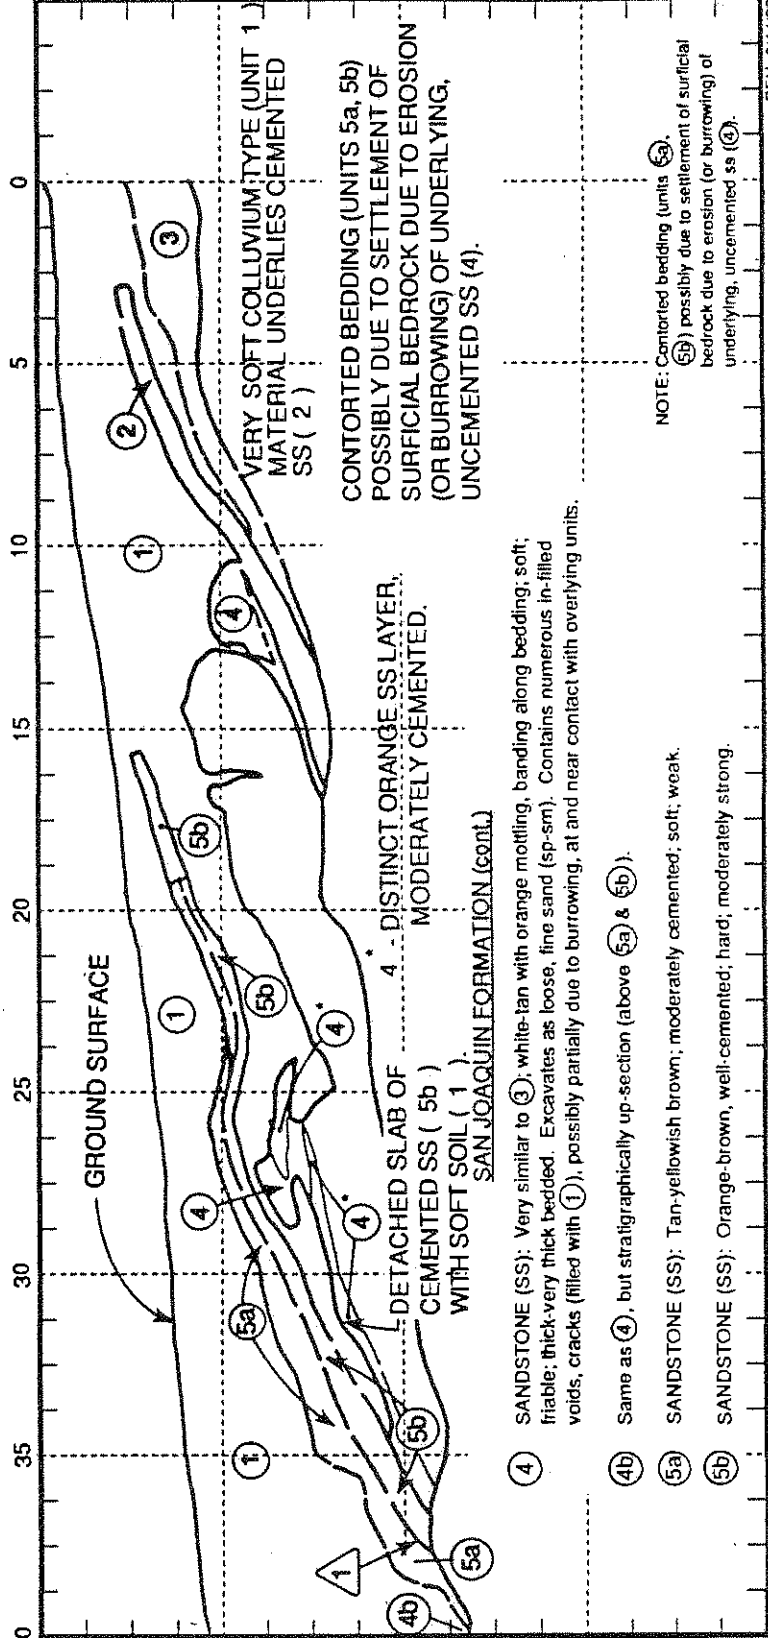 0 35 30 25 20 15 10 5 0
GROUND SURFACE
1
1
1
2
3
4
5b
5b
4*
4
4*
5a
5b
1
5a
4b
VERY SOFT COLLUVIUM TYPE (UNIT 1 )
MATERIAL UNDERLIES CEMENTED
SS ( 2 )
CONTORTED BEDDING (UNITS 5a, 5b)
POSSIBLY DUE TO SETTLEMENT OF
SURFICIAL BEDROCK DUE TO EROSION
(OR BURROWING) OF UNDERLYING,
UNCEMENTED SS (4).
4* - DISTINCT ORANGE SS LAYER,
MODERATELY CEMENTED.
DETACHED SLAB OF
CEMENTED SS ( 5b )
WITH SOFT SOIL ( 1 ).
SAN JOAQUIN FORMATION (cont.)
4 SANDSTONE (SS): Very similar to 3; white-tan with orange mottling, banding along bedding; soft;
friable; thick-very thick bedded. Excavates as loose, fine sand (sp-sm). Contains numerous in-filled
voids, cracks (filled with 1), possibly partially due to burrowing, at and near contact with overlying units.
4b Same as 4, but stratigraphically up-section (above 5a & 5b).
5a SANDSTONE (SS): Tan-yellowish brown; moderately cemented; soft; weak.
5b SANDSTONE (SS): Orange-brown, well-cemented; hard; moderately strong.
NOTE: Contorted bedding (units 5a,
5b) possibly due to settlement of surficial
bedrock due to erosion (or burrowing) of
underlying, uncemented ss (4).